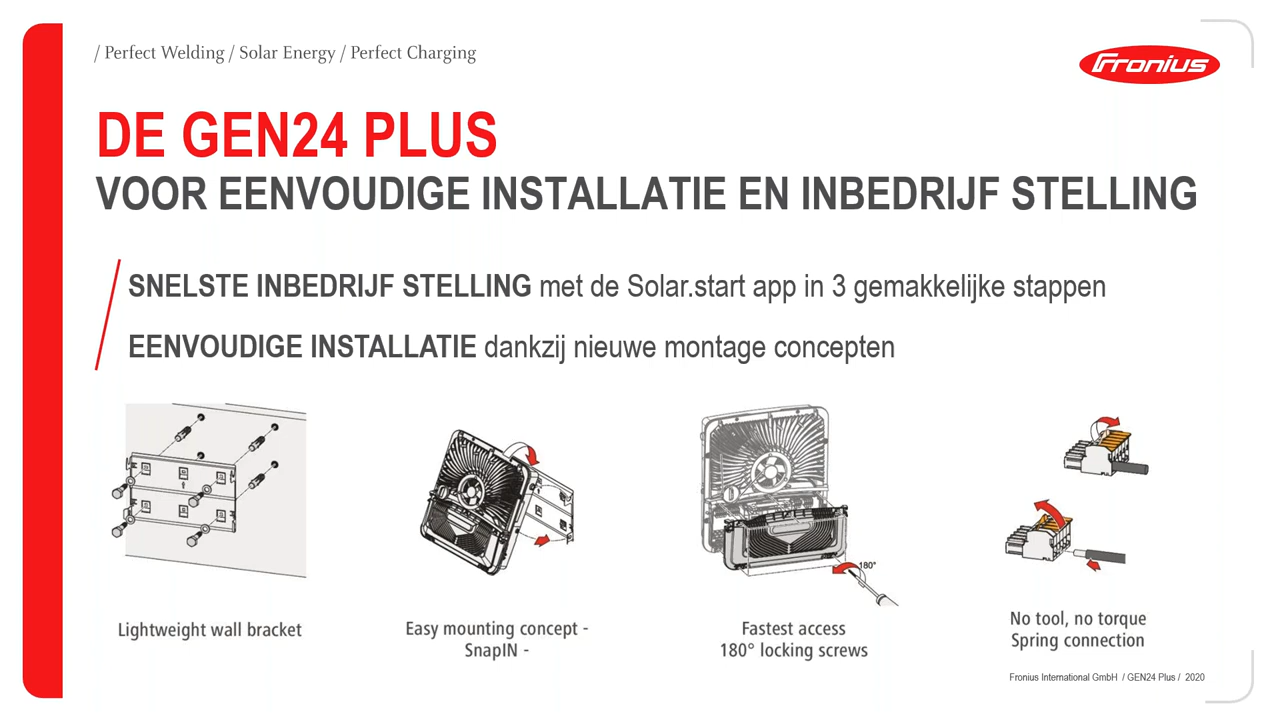 / Perfect Welding / Solar Energy / Perfect Charging
Fronius
DE GEN24 PLUS
VOOR EENVOUDIGE INSTALLATIE EN INBEDRIJF STELLING
SNELSTE INBEDRIJF STELLING met de Solar.start app in 3 gemakkelijke stappen
EENVOUDIGE INSTALLATIE dankzij nieuwe montage concepten
180°
Lightweight wall bracket
Easy mounting concept -
SnapIN -
Fastest access
180° locking screws
No tool, no torque
Spring connection
Fronius International GmbH / GEN24 Plus / 2020